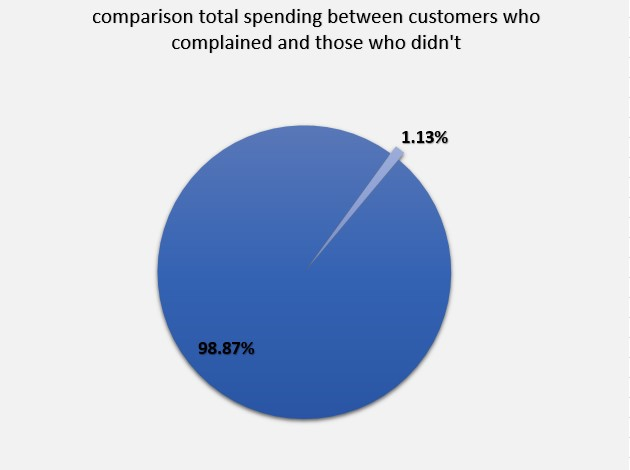 comparison total spending between customers who
complained and those who didn't
1.13%
98.87%